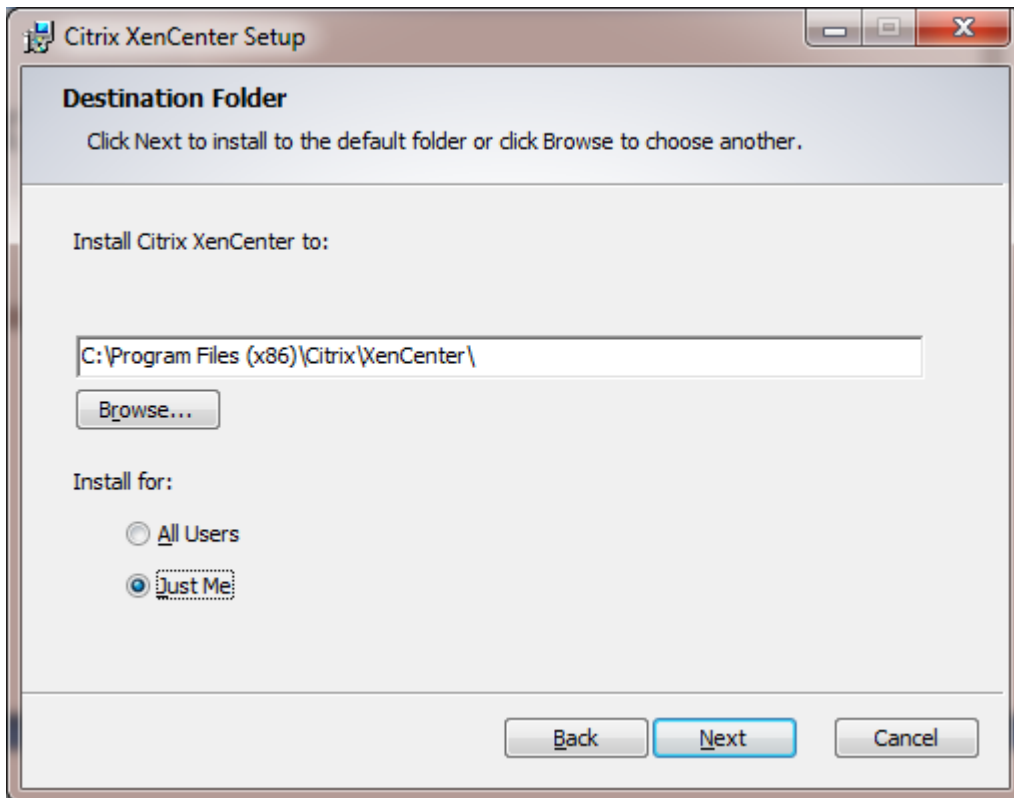 Citrix XenCenter Setup
Destination Folder
Click Next to install to the default folder or click Browse to choose another.
Install Citrix XenCenter to:
C:\Program Files (x86)\Citrix\XenCenter\
Browse...
Install for:
All Users
Just Me
Back Next Cancel